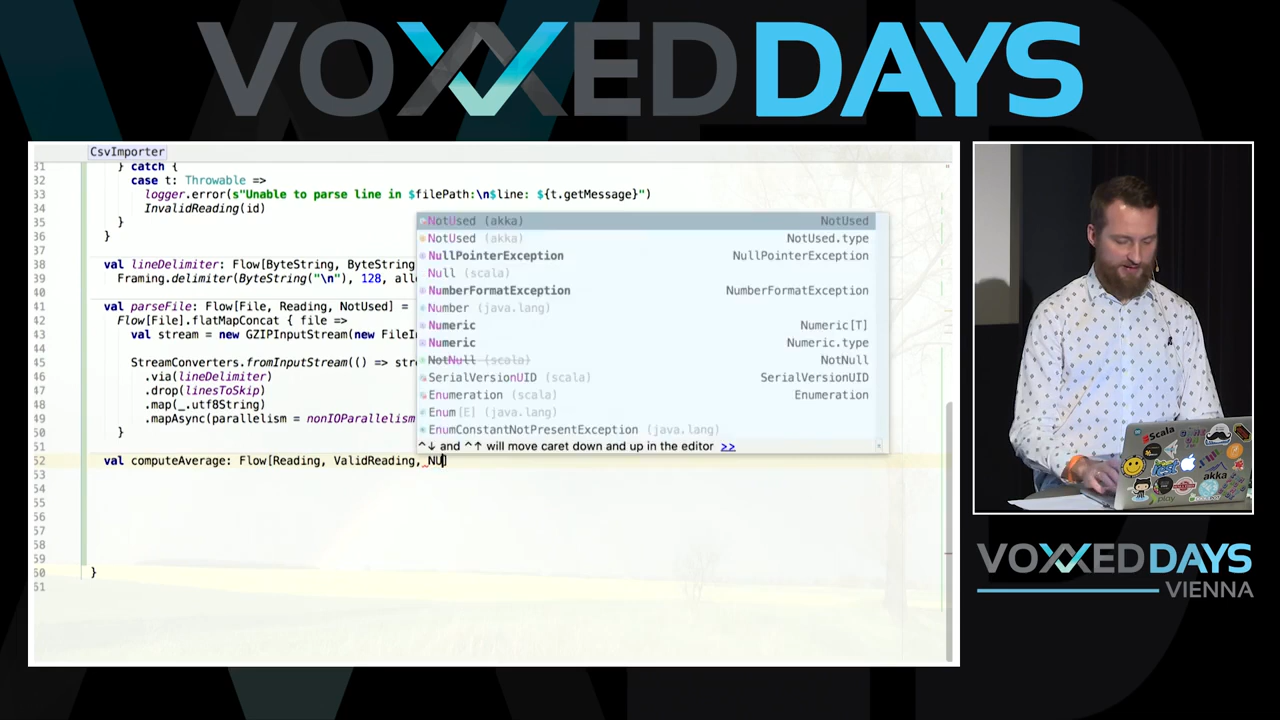 VOXXED DAYS
CsvImporter
31 } catch {
32 case t: Throwable =>
33 logger.error(s"Unable to parse line in $filePath:\n$line: ${t.getMessage}")
34 InvalidReading(id)
35 }
36 }
37
38 val lineDelimiter: Flow[ByteString, ByteString
39 Framing.delimiter(ByteString("\n"), 128, allo
40
41 val parseFile: Flow[File, Reading, NotUsed] =
42 Flow[File].flatMapConcat { file =>
43 val stream = new GZIPInputStream(new FileIn
44
45 StreamConverters.fromInputStream(() => stre
46 .via(lineDelimiter)
47 .drop(linesToSkip)
48 .map(_.utf8String)
49 .mapAsync(parallelism = nonIOParallelism
50 }
51
52 val computeAverage: Flow[Reading, ValidReading, NU]
53
54
55
56
57
58
59
60 }
61
NotUsed (akka) NotUsed
NotUsed (akka) NotUsed.type
NullPointerException NullPointerException
Null (scala)
NumberFormatException NumberFormatException
Number (java.lang)
Numeric Numeric[T]
Numeric Numeric.type
NotNull (scala) NotNull
SerialVersionUID (scala) SerialVersionUID
Enumeration (scala) Enumeration
Enum[E] (java.lang)
EnumConstantNotPresentException (java.lang)
^↓ and ^↑ will move caret down and up in the editor >>
#Scala
akka
play
VOXXED DAYS
VIENNA